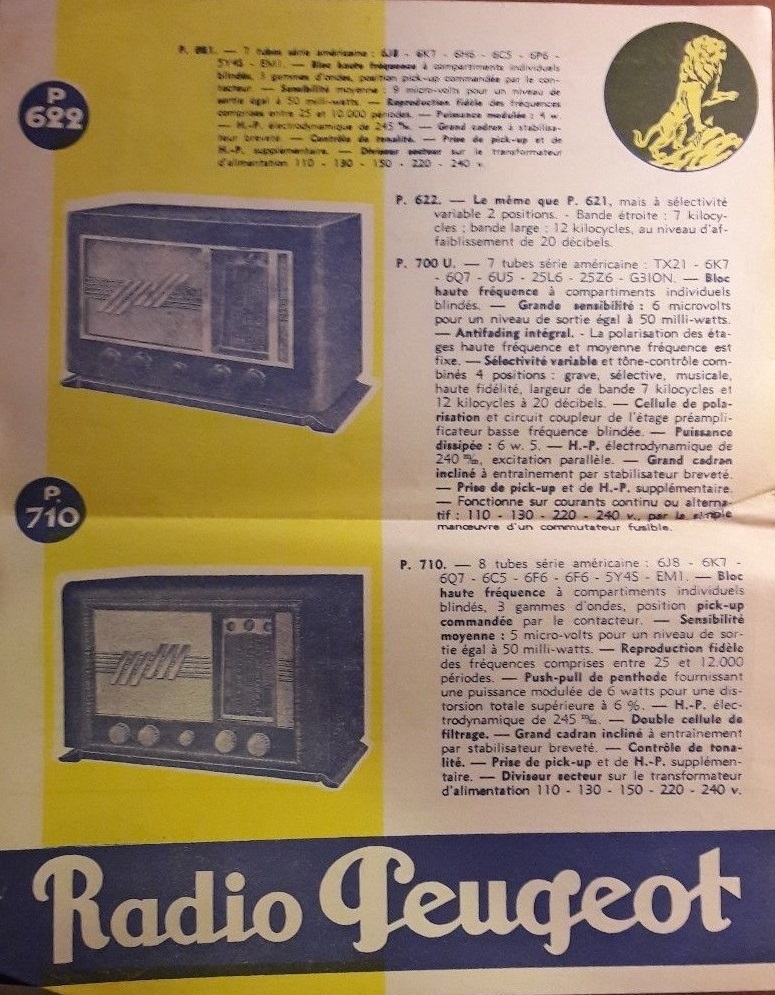 P. 621. — 7 tubes série américaine : 6J8 - 6K7 - 6H6 - 6C5 - 6F6 -
5Y4S - EM1. — Bloc haute fréquence à compartiments individuels
blindés, 3 gammes d'ondes, position pick-up commandée par le con-
tacteur. — Sensibilité moyenne : 9 micro-volts pour un niveau de
sortie égal à 50 milli-watts. — Reproduction fidèle des fréquences
comprises entre 25 et 10.000 périodes. — Puissance modulée : 4 w.
— H.-P. électrodynamique de 245 m/m. — Grand cadran à stabilisa-
teur breveté. — Contrôle de tonalité. — Prise de pick-up et de
H.-P. supplémentaire. — Diviseur secteur sur le transformateur
d'alimentation 110 - 130 - 150 - 220 - 240 v.
P
622
P. 622. — Le même que P. 621, mais à sélectivité
variable 2 positions. - Bande étroite : 7 kilocy-
cles ; bande large : 12 kilocycles, au niveau d'af-
faiblissement de 20 décibels.
P. 700 U. — 7 tubes série américaine : TX21 - 6K7
- 6Q7 - 6U5 - 25L6 - 25Z6 - G31ON. — Bloc
haute fréquence à compartiments individuels
blindés. — Grande sensibilité : 6 microvolts
pour un niveau de sortie égal à 50 milli-watts.
— Antifading intégral. - La polarisation des éta-
ges haute fréquence et moyenne fréquence est
fixe. — Sélectivité variable et tône-contrôle com-
binés 4 positions : grave, sélective, musicale,
haute fidélité, largeur de bande 7 kilocycles et
12 kilocycles à 20 décibels. — Cellule de pola-
risation et circuit coupleur de l'étage préampli-
ficateur basse fréquence blindée. — Puissance
dissipée : 6 w. 5. — H.-P. électrodynamique de
240 m/m, excitation parallèle. — Grand cadran
incliné à entraînement par stabilisateur breveté.
— Prise de pick-up et de H.-P. supplémentaire.
— Fonctionne sur courants continu ou alterna-
tif : 110 - 130 - 220 - 240 v., par la simple
manœuvre d'un commutateur fusible.
P.
710
P. 710. — 8 tubes série américaine : 6J8 - 6K7 -
6Q7 - 6C5 - 6F6 - 6F6 - 5Y4S - EM1. — Bloc
haute fréquence à compartiments individuels
blindés, 3 gammes d'ondes, position pick-up
commandée par le contacteur. — Sensibilité
moyenne : 5 micro-volts pour un niveau de sor-
tie égal à 50 milli-watts. — Reproduction fidèle
des fréquences comprises entre 25 et 12.000
périodes. — Push-pull de penthode fournissant
une puissance modulée de 6 watts pour une dis-
torsion totale supérieure à 6 %. — H.-P. élec-
trodynamique de 245 m/m. — Double cellule de
filtrage. — Grand cadran incliné à entraînement
par stabilisateur breveté. — Contrôle de tona-
lité. — Prise de pick-up et de H.-P. supplémen-
taire. — Diviseur secteur sur le transformateur
d'alimentation 110 - 130 - 150 - 220 - 240 v.
Radio Peugeot